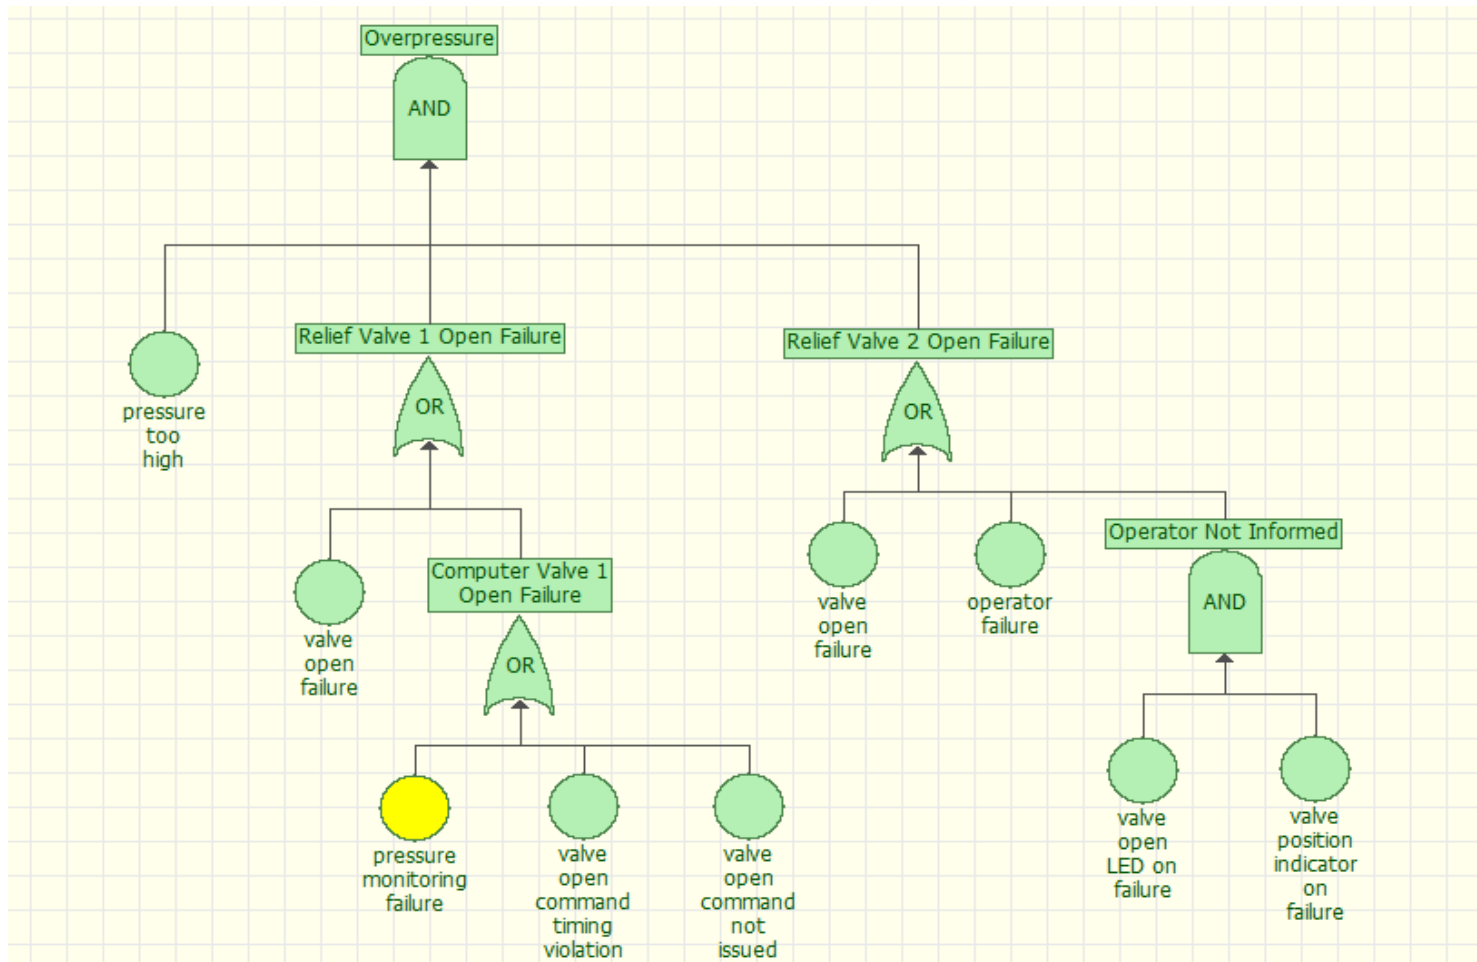 Overpressure
AND
Relief Valve 1 Open Failure
OR
Relief Valve 2 Open Failure
OR
pressure
too
high
valve
open
failure
Computer Valve 1
Open Failure
OR
valve
open
failure
operator
failure
Operator Not Informed
AND
pressure
monitoring
failure
valve
open
command
timing
violation
valve
open
command
not
issued
valve
open
LED on
failure
valve
position
indicator
on
failure